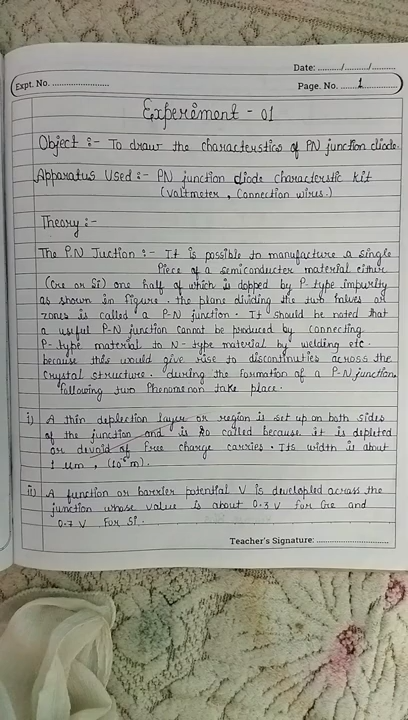 Date: ......../......../........
Expt. No. ....................
Page. No. ......1........
Experiment - 01
Object :- To draw the characterstics of PN junction diode.
Apparatus Used :- PN junction diode characterstic kit
(Voltmeter , Connection wires.)
Theory :-
The P.N Juction :- It is possible to manufacture a single
Piece of a semiconducter material either
(Ge or Si) one half of which is dopped by P-type impurity
as shown in figure . the plane dividing the two halves or
zones is called a P-N junction . It should be noted that
a useful P-N junction cannot be produced by connecting
P-type material to N-type material by welding etc.
because this would give rise to discontinuities across the
crystal structure . during the formation of a P-N junction,
following two Phenomenon take place .
i) A thin deplection layer or region is set up on both sides
of the junction and is so called because it is depleted
or devoid of free charge carries . Its width is about
1 um , (10⁻⁶m).
ii) A function or barrier potential V is developled across the
junction whose value is about 0.3 V for Ge and
0.7 V For Si .
Teacher's Signature: ..............................